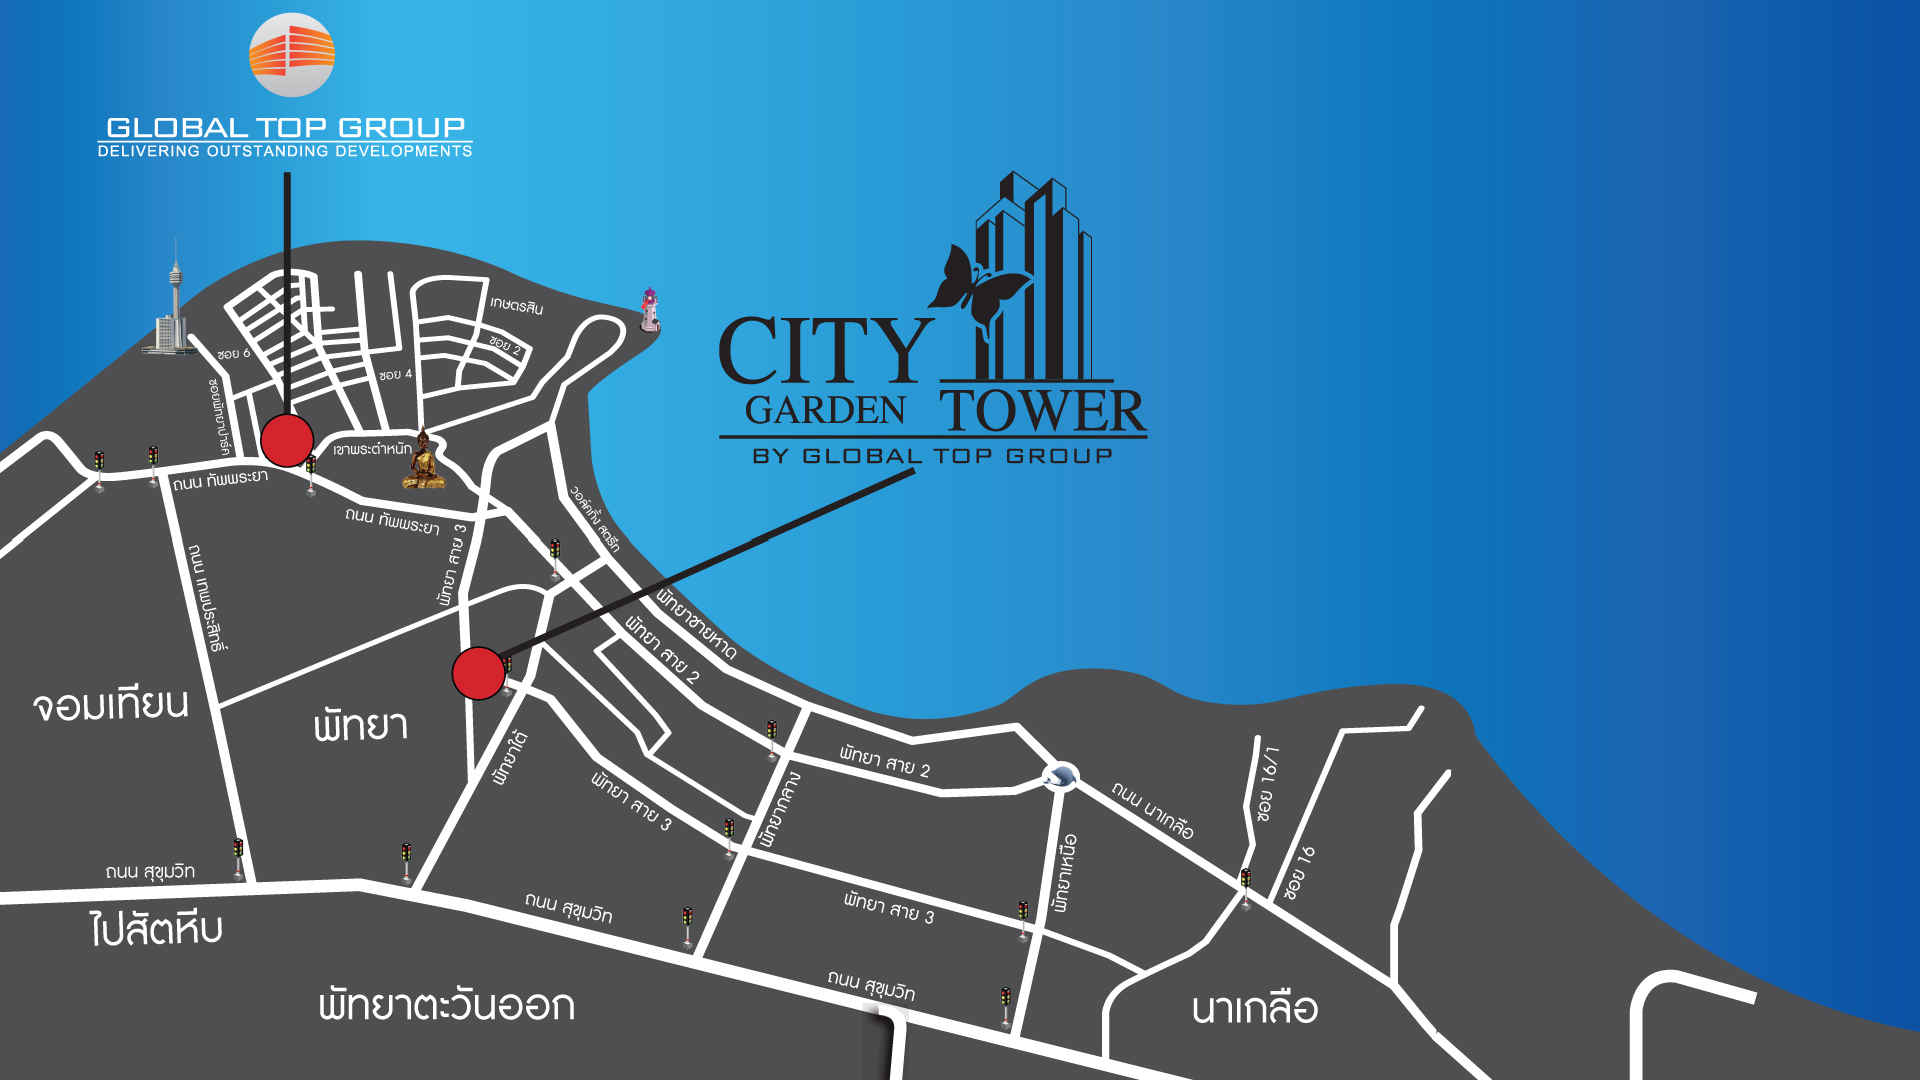 GLOBAL TOP GROUP
DELIVERING OUTSTANDING DEVELOPMENTS
CITY
GARDEN TOWER
BY GLOBAL TOP GROUP
เกษตรสิน
ซอย 2
ซอย 6
ซอย 4
ซอยพัทยาปาร์ค
เขาพระตำหนัก
ถนน ทัพพระยา
ถนน ทัพพระยา
วอล์คกิ้ง สตรีท
พัทยา สาย 3
ถนน เทพประสิทธิ์
พัทยาชายหาด
พัทยา สาย 2
จอมเทียน
พัทยา
พัทยาใต้
พัทยา สาย 3
พัทยากลาง
พัทยา สาย 2
ถนน นาเกลือ
ซอย 16/1
ซอย 16
พัทยาเหนือ
ถนน สุขุมวิท
ไปสัตหีบ
ถนน สุขุมวิท
พัทยา สาย 3
ถนน สุขุมวิท
พัทยาตะวันออก
นาเกลือ